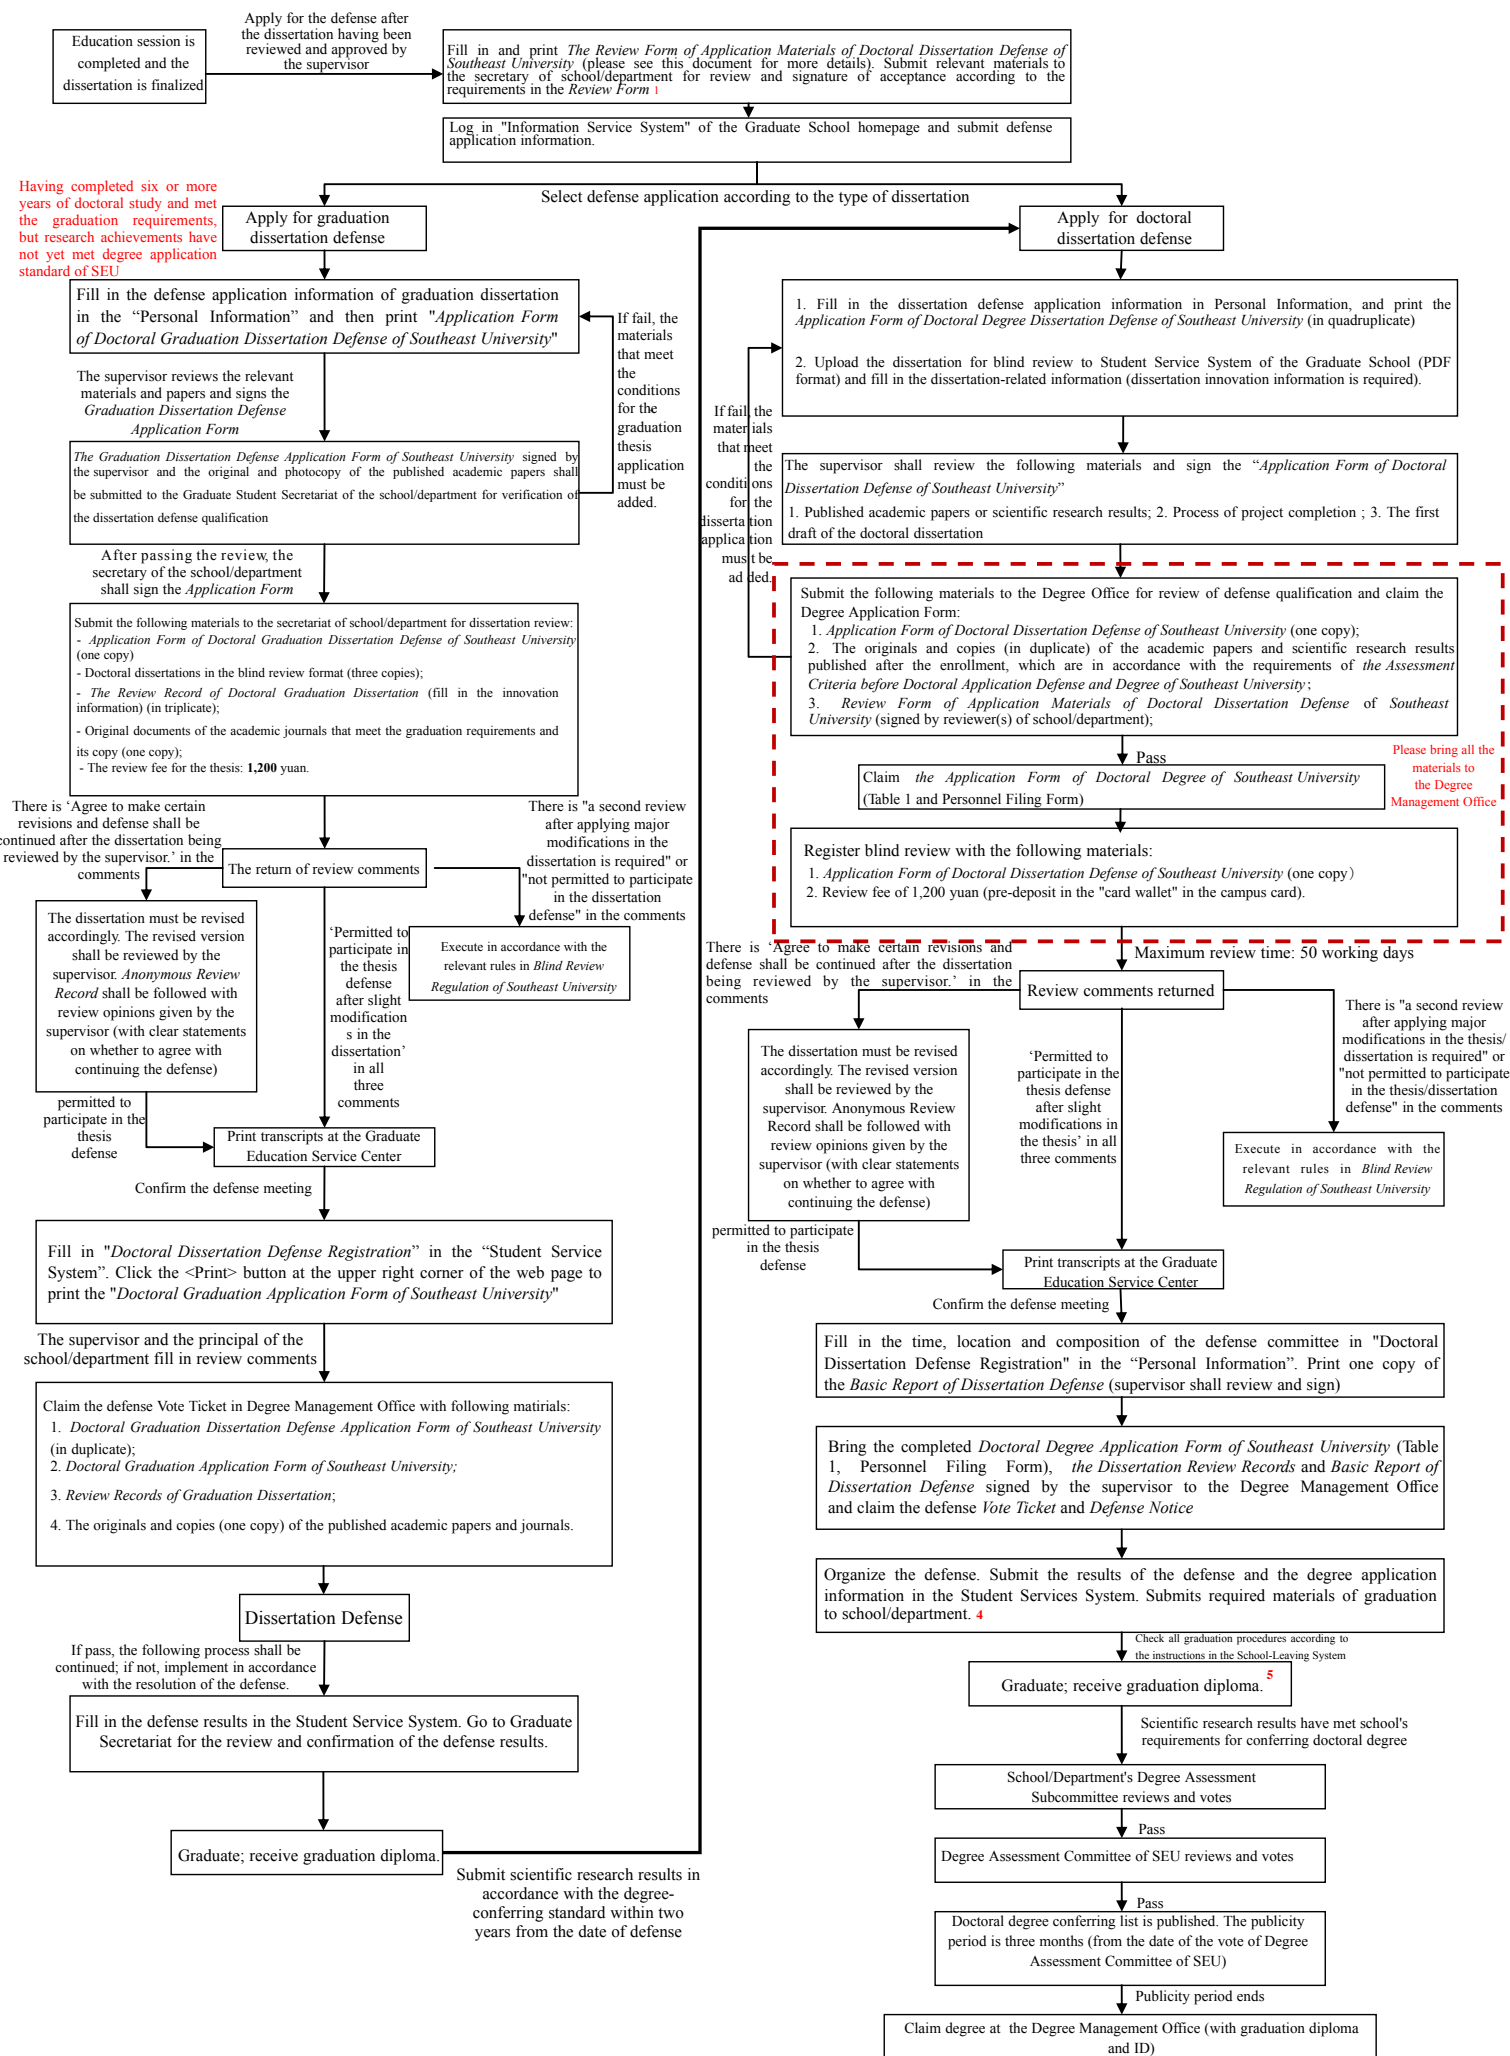 Education session is
completed and the
dissertation is finalized
Apply for the defense after
the dissertation having been
reviewed and approved by
the supervisor
Fill in and print The Review Form of Application Materials of Doctoral Dissertation Defense of
Southeast University (please see this document for more details). Submit relevant materials to
the secretary of school/department for review and signature of acceptance according to the
requirements in the Review Form 1
Log in "Information Service System" of the Graduate School homepage and submit defense
application information.
Select defense application according to the type of dissertation
Having completed six or more
years of doctoral study and met
the graduation requirements,
but research achievements have
not yet met degree application
standard of SEU
Apply for graduation
dissertation defense
Fill in the defense application information of graduation dissertation
in the “Personal Information” and then print "Application Form
of Doctoral Graduation Dissertation Defense of Southeast University"
If fail, the
materials
that meet
the
conditions
for the
graduation
thesis
application
must be
added.
The supervisor reviews the relevant
materials and papers and signs the
Graduation Dissertation Defense
Application Form
The Graduation Dissertation Defense Application Form of Southeast University signed by
the supervisor and the original and photocopy of the published academic papers shall
be submitted to the Graduate Student Secretariat of the school/department for verification of
the dissertation defense qualification
After passing the review, the
secretary of the school/department
shall sign the Application Form
Submit the following materials to the secretariat of school/department for dissertation review:
- Application Form of Doctoral Graduation Dissertation Defense of Southeast University
(one copy)
- Doctoral dissertations in the blind review format (three copies);
- The Review Record of Doctoral Graduation Dissertation (fill in the innovation
information) (in triplicate);
- Original documents of the academic journals that meet the graduation requirements and
its copy (one copy);
- The review fee for the thesis: 1,200 yuan.
There is ‘Agree to make certain
revisions and defense shall be
continued after the dissertation being
reviewed by the supervisor.’ in the
comments
The return of review comments
There is "a second review
after applying major
modifications in the
dissertation is required" or
"not permitted to participate
in the dissertation
defense" in the comments
The dissertation must be revised
accordingly. The revised version
shall be reviewed by the
supervisor. Anonymous Review
Record shall be followed with
review opinions given by the
supervisor (with clear statements
on whether to agree with
continuing the defense)
‘Permitted to
participate in
the thesis
defense
after slight
modification
s in the
dissertation’
in all
three
comments
Execute in accordance with the
relevant rules in Blind Review
Regulation of Southeast University
permitted to
participate in the
thesis
defense
Print transcripts at the Graduate
Education Service Center
Confirm the defense meeting
Fill in "Doctoral Dissertation Defense Registration” in the “Student Service
System”. Click the <Print> button at the upper right corner of the web page to
print the "Doctoral Graduation Application Form of Southeast University"
The supervisor and the principal of the
school/department fill in review comments
Claim the defense Vote Ticket in Degree Management Office with following matirials:
1. Doctoral Graduation Dissertation Defense Application Form of Southeast University
(in duplicate);
2. Doctoral Graduation Application Form of Southeast University;
3. Review Records of Graduation Dissertation;
4. The originals and copies (one copy) of the published academic papers and journals.
Dissertation Defense
If pass, the following process shall be
continued; if not, implement in accordance
with the resolution of the defense.
Fill in the defense results in the Student Service System. Go to Graduate
Secretariat for the review and confirmation of the defense results.
Graduate; receive graduation diploma.
Submit scientific research results in
accordance with the degree-
conferring standard within two
years from the date of defense
Apply for doctoral
dissertation defense
1. Fill in the dissertation defense application information in Personal Information, and print the
Application Form of Doctoral Degree Dissertation Defense of Southeast University (in quadruplicate)
2. Upload the dissertation for blind review to Student Service System of the Graduate School (PDF
format) and fill in the dissertation-related information (dissertation innovation information is required).
If fail, the
materials
that meet
the
conditions
for the
dissertation
application
must be
added.
The supervisor shall review the following materials and sign the “Application Form of Doctoral
Dissertation Defense of Southeast University”
1. Published academic papers or scientific research results; 2. Process of project completion ; 3. The first
draft of the doctoral dissertation
Submit the following materials to the Degree Office for review of defense qualification and claim the
Degree Application Form:
1. Application Form of Doctoral Dissertation Defense of Southeast University (one copy);
2. The originals and copies (in duplicate) of the academic papers and scientific research results
published after the enrollment, which are in accordance with the requirements of the Assessment
Criteria before Doctoral Application Defense and Degree of Southeast University;
3. Review Form of Application Materials of Doctoral Dissertation Defense of Southeast
University (signed by reviewer(s) of school/department);
Pass
Please bring all the
materials to
the Degree
Management Office
Claim the Application Form of Doctoral Degree of Southeast University
(Table 1 and Personnel Filing Form)
Register blind review with the following materials:
1. Application Form of Doctoral Dissertation Defense of Southeast University (one copy）
2. Review fee of 1,200 yuan (pre-deposit in the "card wallet" in the campus card).
There is ‘Agree to make certain revisions and
defense shall be continued after the dissertation
being reviewed by the supervisor.’ in the
comments
Maximum review time: 50 working days
Review comments returned
There is "a second review
after applying major
modifications in the thesis/
dissertation is required" or
"not permitted to participate
in the thesis/dissertation
defense" in the comments
The dissertation must be revised
accordingly. The revised version
shall be reviewed by the
supervisor. Anonymous Review
Record shall be followed with
review opinions given by the
supervisor (with clear statements
on whether to agree with
continuing the defense)
‘Permitted to
participate in the
thesis defense
after slight
modifications in
the thesis’ in all
three comments
Execute in accordance with the
relevant rules in Blind Review
Regulation of Southeast University
permitted to participate
in the thesis
defense
Print transcripts at the Graduate
Education Service Center
Confirm the defense meeting
Fill in the time, location and composition of the defense committee in "Doctoral
Dissertation Defense Registration" in the “Personal Information”. Print one copy of
the Basic Report of Dissertation Defense (supervisor shall review and sign)
Bring the completed Doctoral Degree Application Form of Southeast University (Table
1, Personnel Filing Form), the Dissertation Review Records and Basic Report of
Dissertation Defense signed by the supervisor to the Degree Management Office
and claim the defense Vote Ticket and Defense Notice
Organize the defense. Submit the results of the defense and the degree application
information in the Student Services System. Submits required materials of graduation
to school/department. 4
Check all graduation procedures according to
the instructions in the School-Leaving System
Graduate; receive graduation diploma. 5
Scientific research results have met school's
requirements for conferring doctoral degree
School/Department's Degree Assessment
Subcommittee reviews and votes
Pass
Degree Assessment Committee of SEU reviews and votes
Pass
Doctoral degree conferring list is published. The publicity
period is three months (from the date of the vote of Degree
Assessment Committee of SEU)
Publicity period ends
Claim degree at the Degree Management Office (with graduation diploma
and ID)